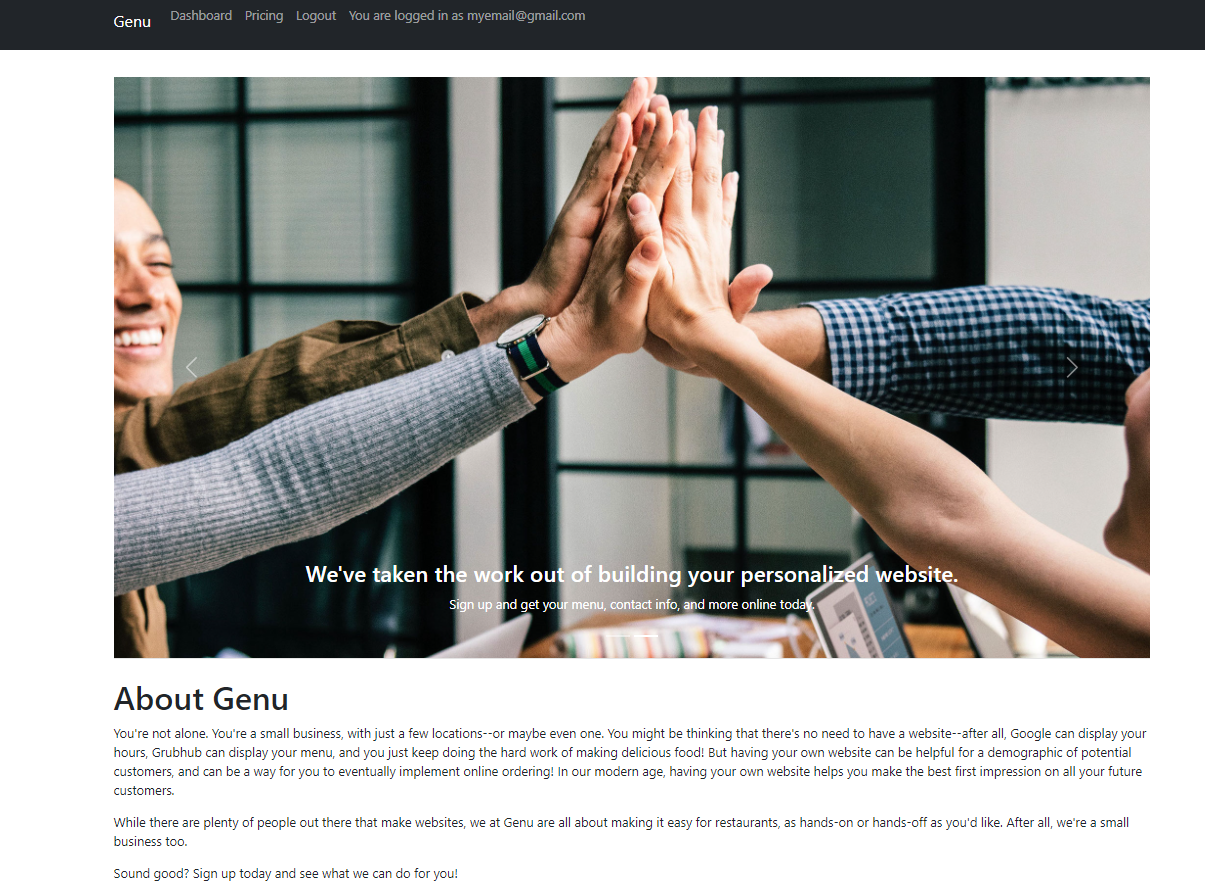 Genu Dashboard Pricing Logout You are logged in as myemail@gmail.com
We've taken the work out of building your personalized website.
Sign up and get your menu, contact info, and more online today.
About Genu
You're not alone. You're a small business, with just a few locations--or maybe even one. You might be thinking that there's no need to have a website--after all, Google can display your
hours, Grubhub can display your menu, and you just keep doing the hard work of making delicious food! But having your own website can be helpful for a demographic of potential
customers, and can be a way for you to eventually implement online ordering! In our modern age, having your own website helps you make the best first impression on all your future
customers.
While there are plenty of people out there that make websites, we at Genu are all about making it easy for restaurants, as hands-on or hands-off as you'd like. After all, we're a small
business too.
Sound good? Sign up today and see what we can do for you!